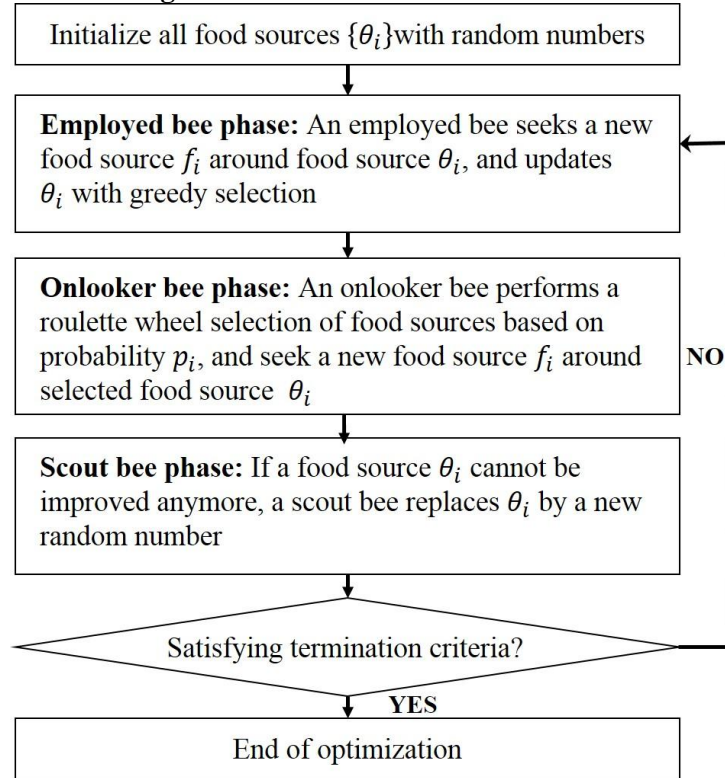 Initialize all food sources {θᵢ}with random numbers
Employed bee phase: An employed bee seeks a new
food source fᵢ around food source θᵢ, and updates
θᵢ with greedy selection
Onlooker bee phase: An onlooker bee performs a
roulette wheel selection of food sources based on
probability pᵢ, and seek a new food source fᵢ around
selected food source θᵢ
NO
Scout bee phase: If a food source θᵢ cannot be
improved anymore, a scout bee replaces θᵢ by a new
random number
Satisfying termination criteria?
YES
End of optimization